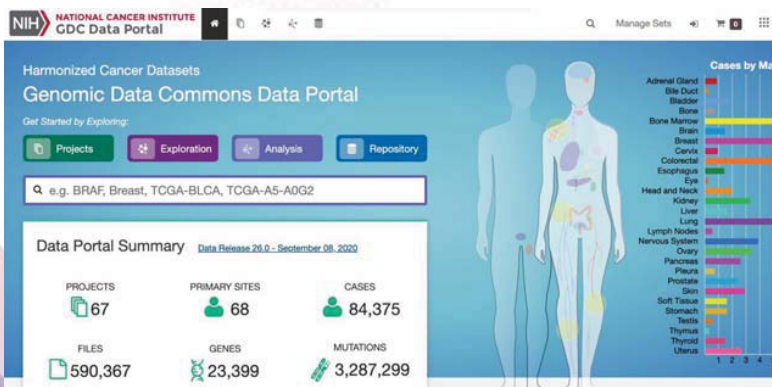 NIH NATIONAL CANCER INSTITUTE
GDC Data Portal
Manage Sets
0
Harmonized Cancer Datasets
Genomic Data Commons Data Portal
Get Started by Exploring:
Projects
Exploration
Analysis
Repository
e.g. BRAF, Breast, TCGA-BLCA, TCGA-A5-A0G2
Data Portal Summary
Data Release 26.0 - September 08, 2020
PROJECTS
67
PRIMARY SITES
68
CASES
84,375
FILES
590,367
GENES
23,399
MUTATIONS
3,287,299
Cases by Ma
Adrenal Gland
Bile Duct
Bladder
Bone
Bone Marrow
Brain
Breast
Cervix
Colorectal
Esophagus
Eye
Head and Neck
Kidney
Liver
Lung
Lymph Nodes
Nervous System
Ovary
Pancreas
Pleura
Prostate
Skin
Soft Tissue
Stomach
Testis
Thymus
Thyroid
Uterus
1 2 3 4